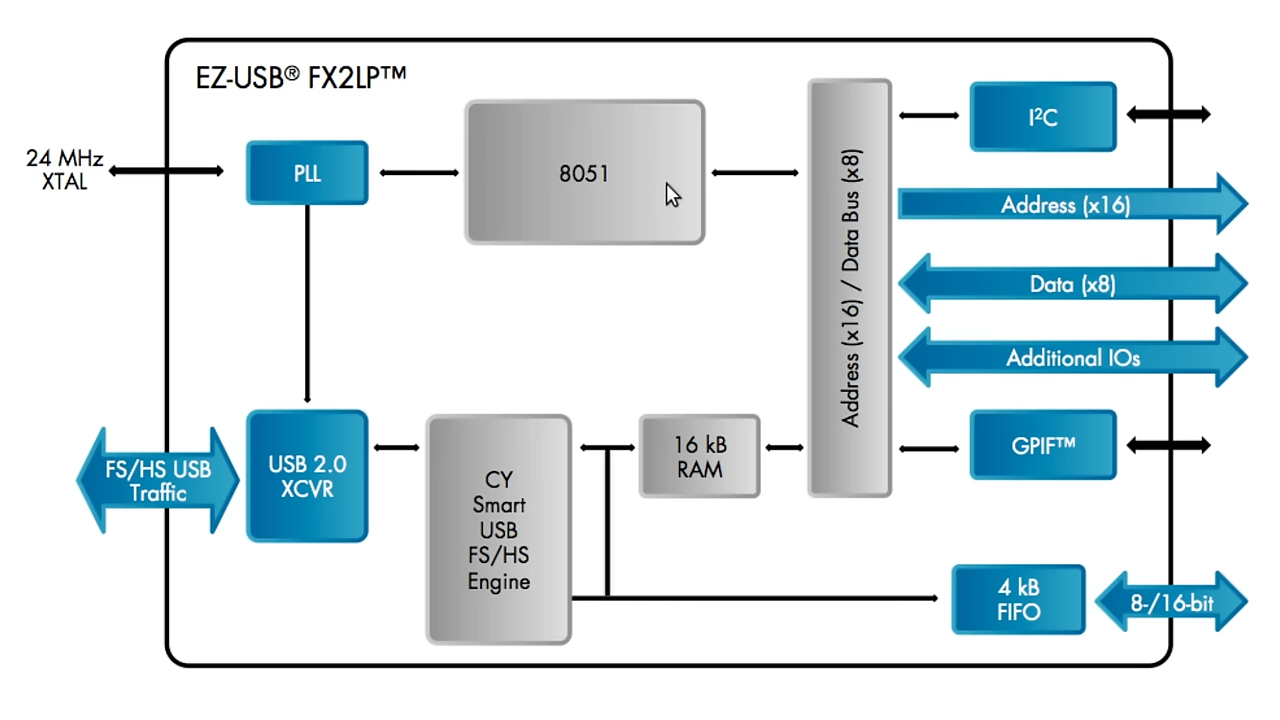 EZ-USB® FX2LP™
24 MHz
XTAL
PLL
8051
Address (x16) / Data Bus (x8)
I²C
Address (x16)
Data (x8)
Additional IOs
FS/HS USB
Traffic
USB 2.0
XCVR
CY
Smart
USB
FS/HS
Engine
16 kB
RAM
GPIF™
4 kB
FIFO
8-/16-bit